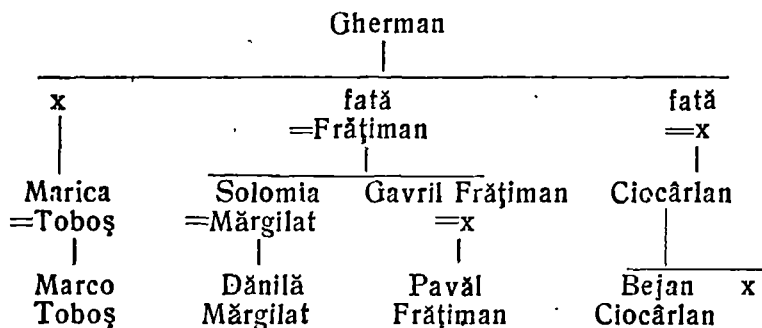 Gherman
x fată fată
=Frățiman =x
Marica Solomia Gavril Frățiman Ciocârlan
=Toboș =Mărgilat =x
Marco Dănilă Pavăl Bejan x
Toboș Mărgilat Frățiman Ciocârlan